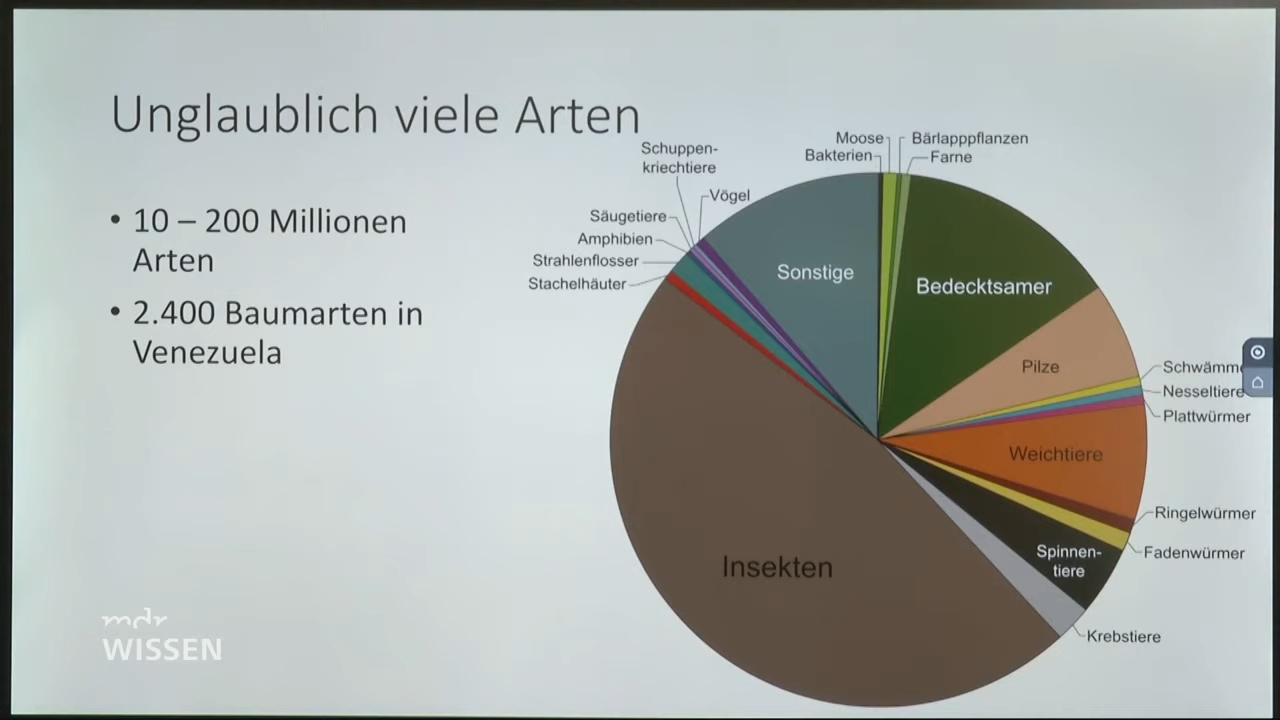 Unglaublich viele Arten
• 10 – 200 Millionen
Arten
• 2.400 Baumarten in
Venezuela
Moose
Bärlapppflanzen
Bakterien
Farne
Schuppen-
kriechtiere
Vögel
Säugetiere
Amphibien
Strahlenflosser
Stachelhäuter
Sonstige
Bedecktsamer
Pilze
Schwämme
Nesseltiere
Plattwürmer
Weichtiere
Ringelwürmer
Fadenwürmer
Spinnen-
tiere
Krebstiere
Insekten
mdr
WISSEN